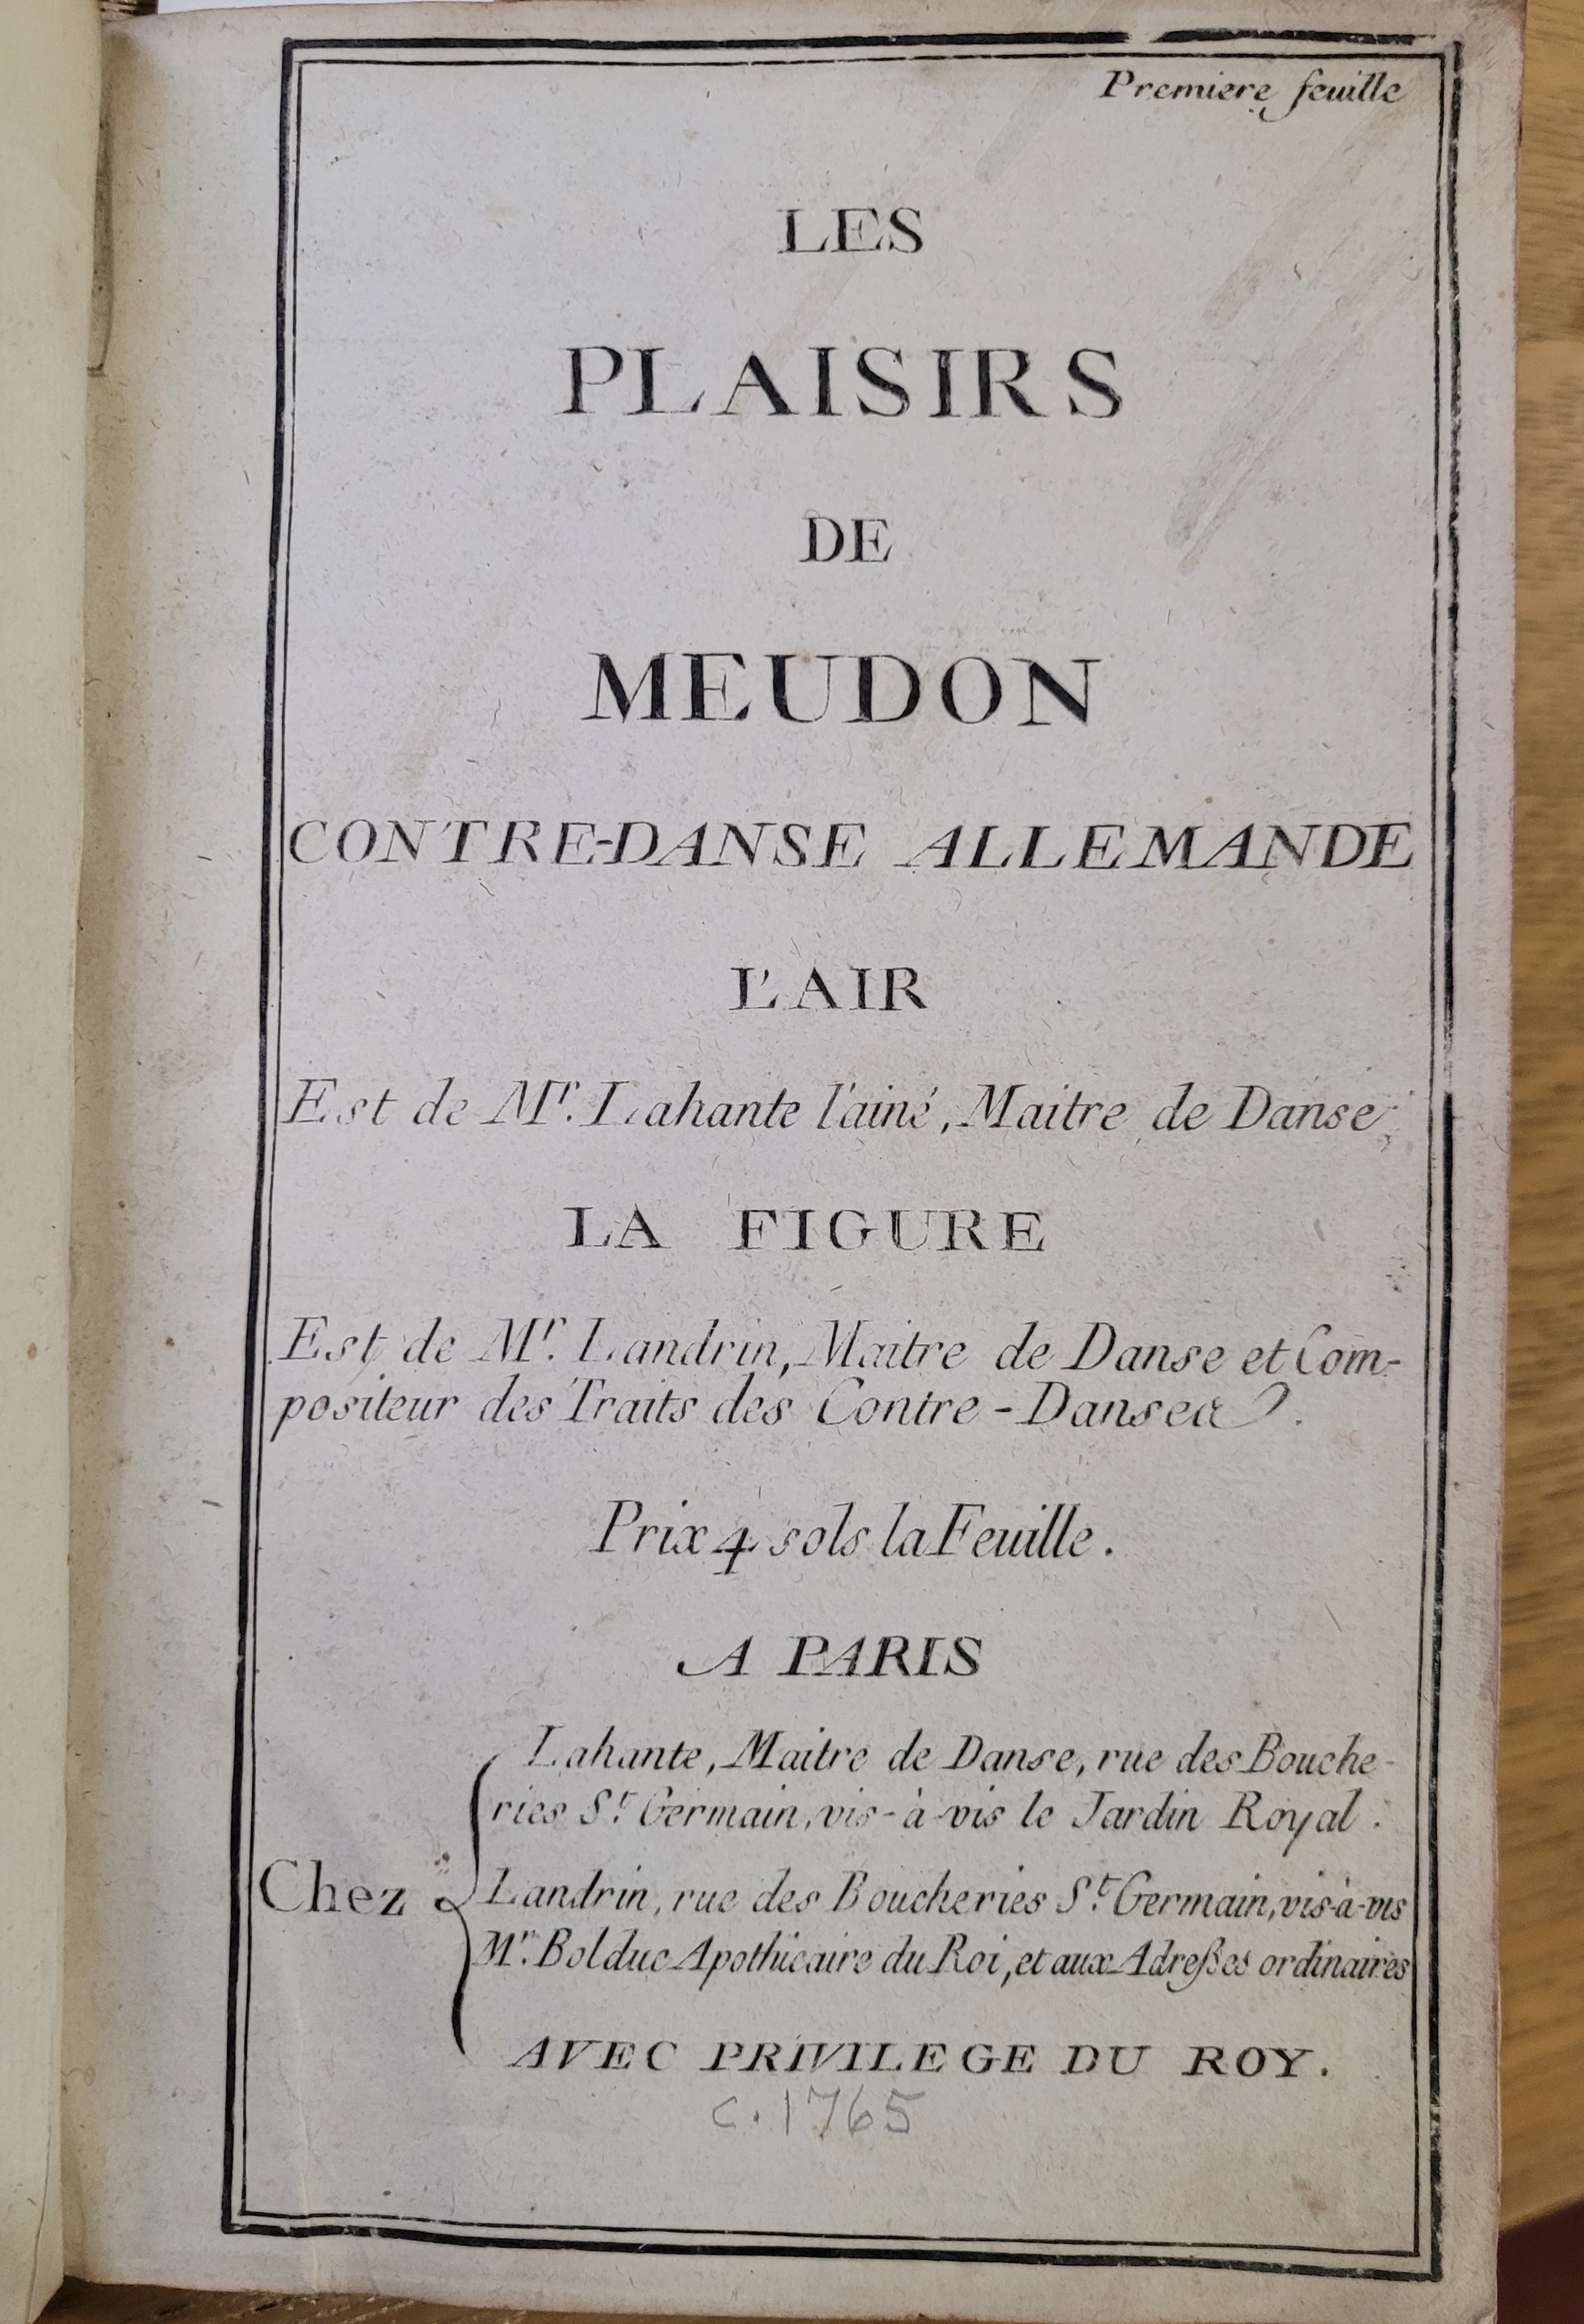 Premiere feuille
LES
PLAISIRS
DE
MEUDON
CONTRE-DANSE ALLEMANDE
L'AIR
Est de Mr. Lahante l'ainé, Maitre de Danse;
LA FIGURE
Est de Mr. Landrin, Maitre de Danse et Com-
positeur des Traits des Contre-Danses.
Prix 4 sols la Feuille.
A PARIS
Lahante, Maitre de Danse, rue des Bouche-
ries St. Germain, vis-à-vis le Jardin Royal.
Chez
Landrin, rue des Boucheries St. Germain, vis-à-vis
Mr. Bolduc Apothicaire du Roi, et aux Adreßes ordinaires
AVEC PRIVILEGE DU ROY.
c. 1765